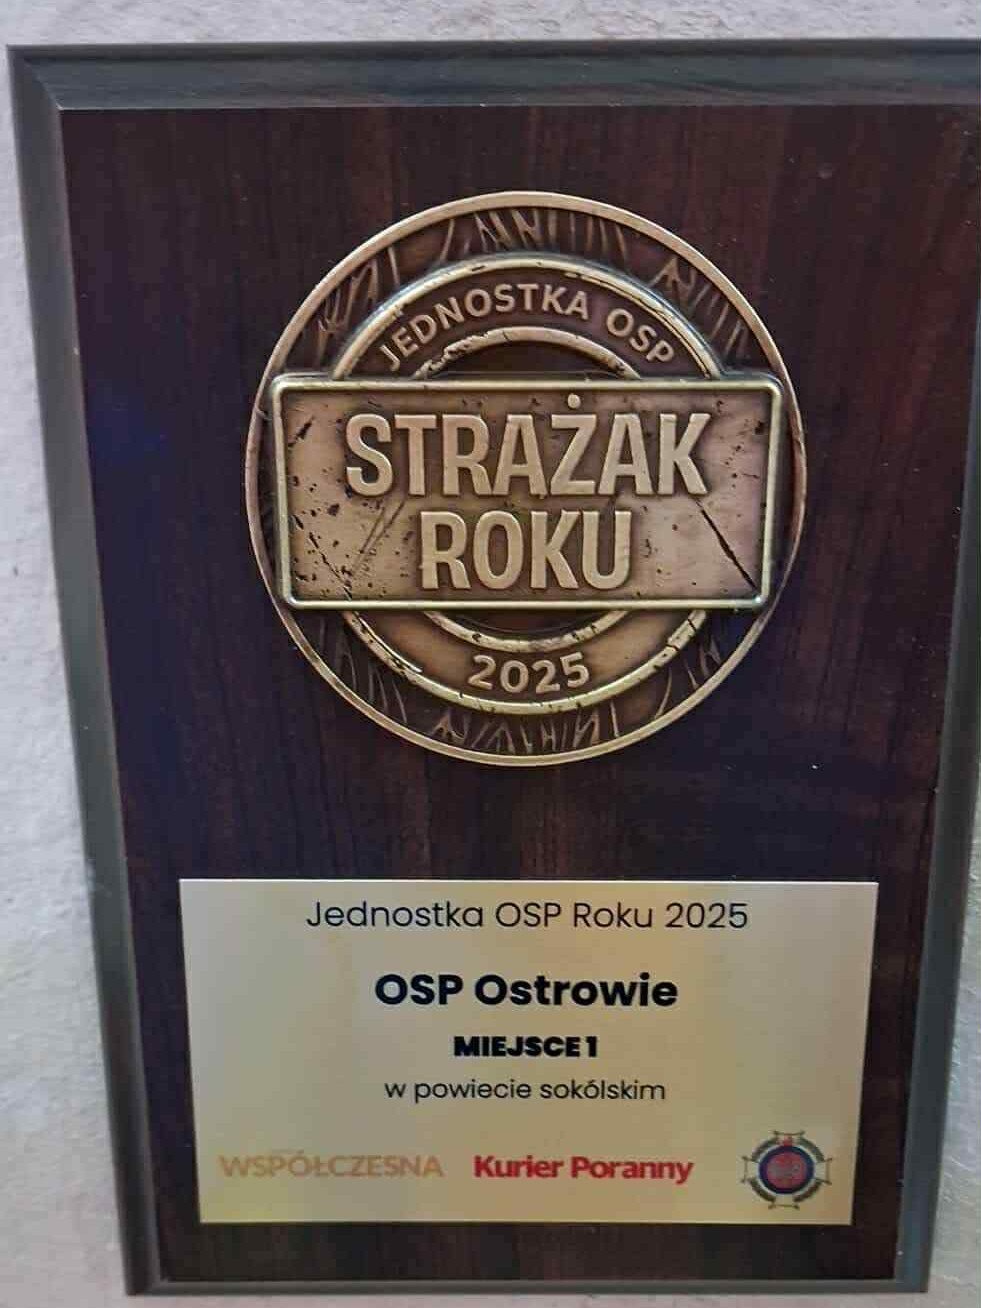 JEDNOSTKA OSP
STRAŻAK
ROKU
2025
Jednostka OSP Roku 2025
OSP Ostrowie
MIEJSCE 1
w powiecie sokólskim
WSPÓŁCZESNA Kurier Poranny